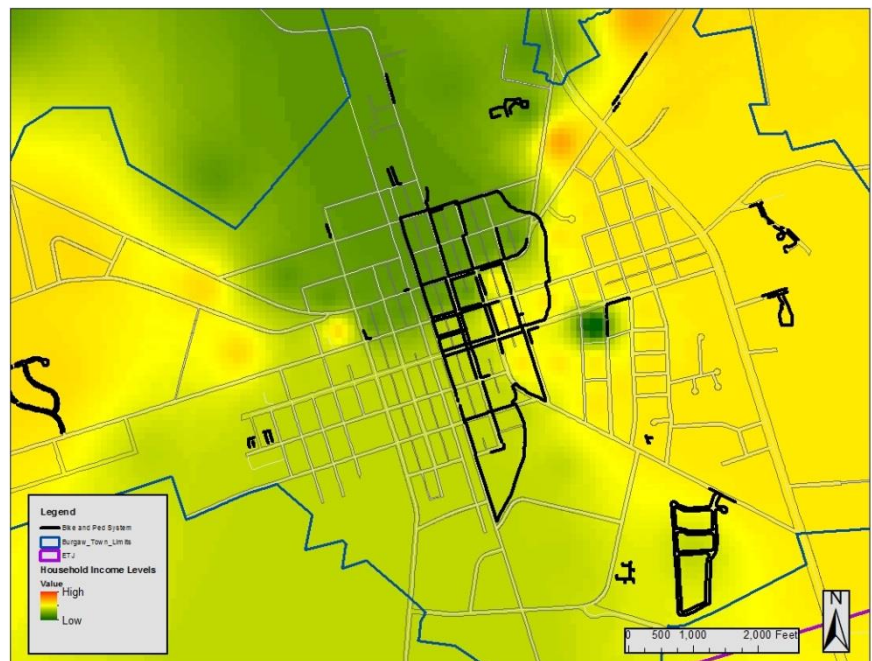 Legend
Bike and Ped System
Burgaw_Town_Limits
ETJ
Household Income Levels
Value
High
Low
N
0 500 1,000 2,000 Feet